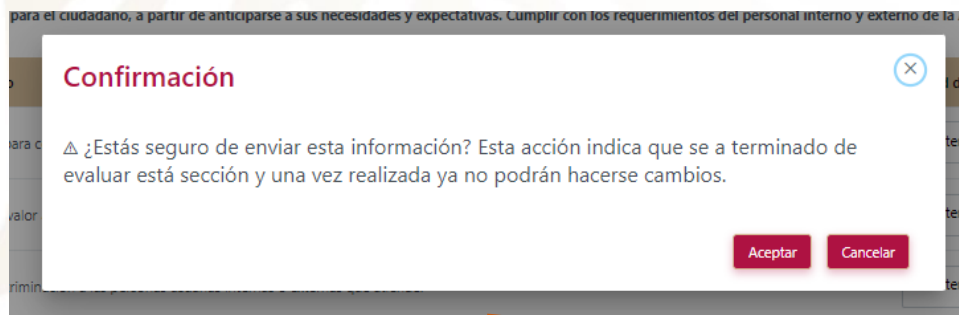 para el ciudadano, a partir de anticiparse a sus necesidades y expectativas. Cumplir con los requerimientos del personal interno y externo de la
Confirmación
⚠ ¿Estás seguro de enviar esta información? Esta acción indica que se a terminado de
evaluar está sección y una vez realizada ya no podrán hacerse cambios.
valor
Aceptar Cancelar